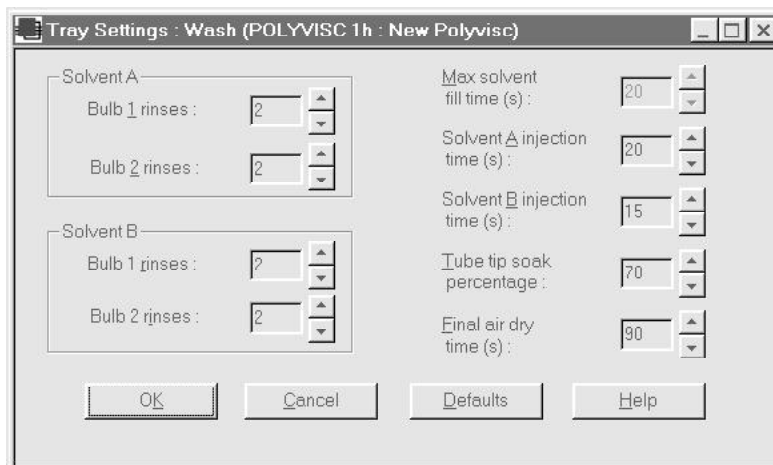 Tray Settings : Wash (POLYVISC 1h : New Polyvisc)
Solvent A
Bulb 1 rinses : 2
Bulb 2 rinses : 2
Solvent B
Bulb 1 rinses : 2
Bulb 2 rinses : 2
Max solvent
fill time (s) : 20
Solvent A injection
time (s) : 20
Solvent B injection
time (s) : 15
Tube tip soak
percentage : 70
Final air dry
time (s) : 90
OK
Cancel
Defaults
Help